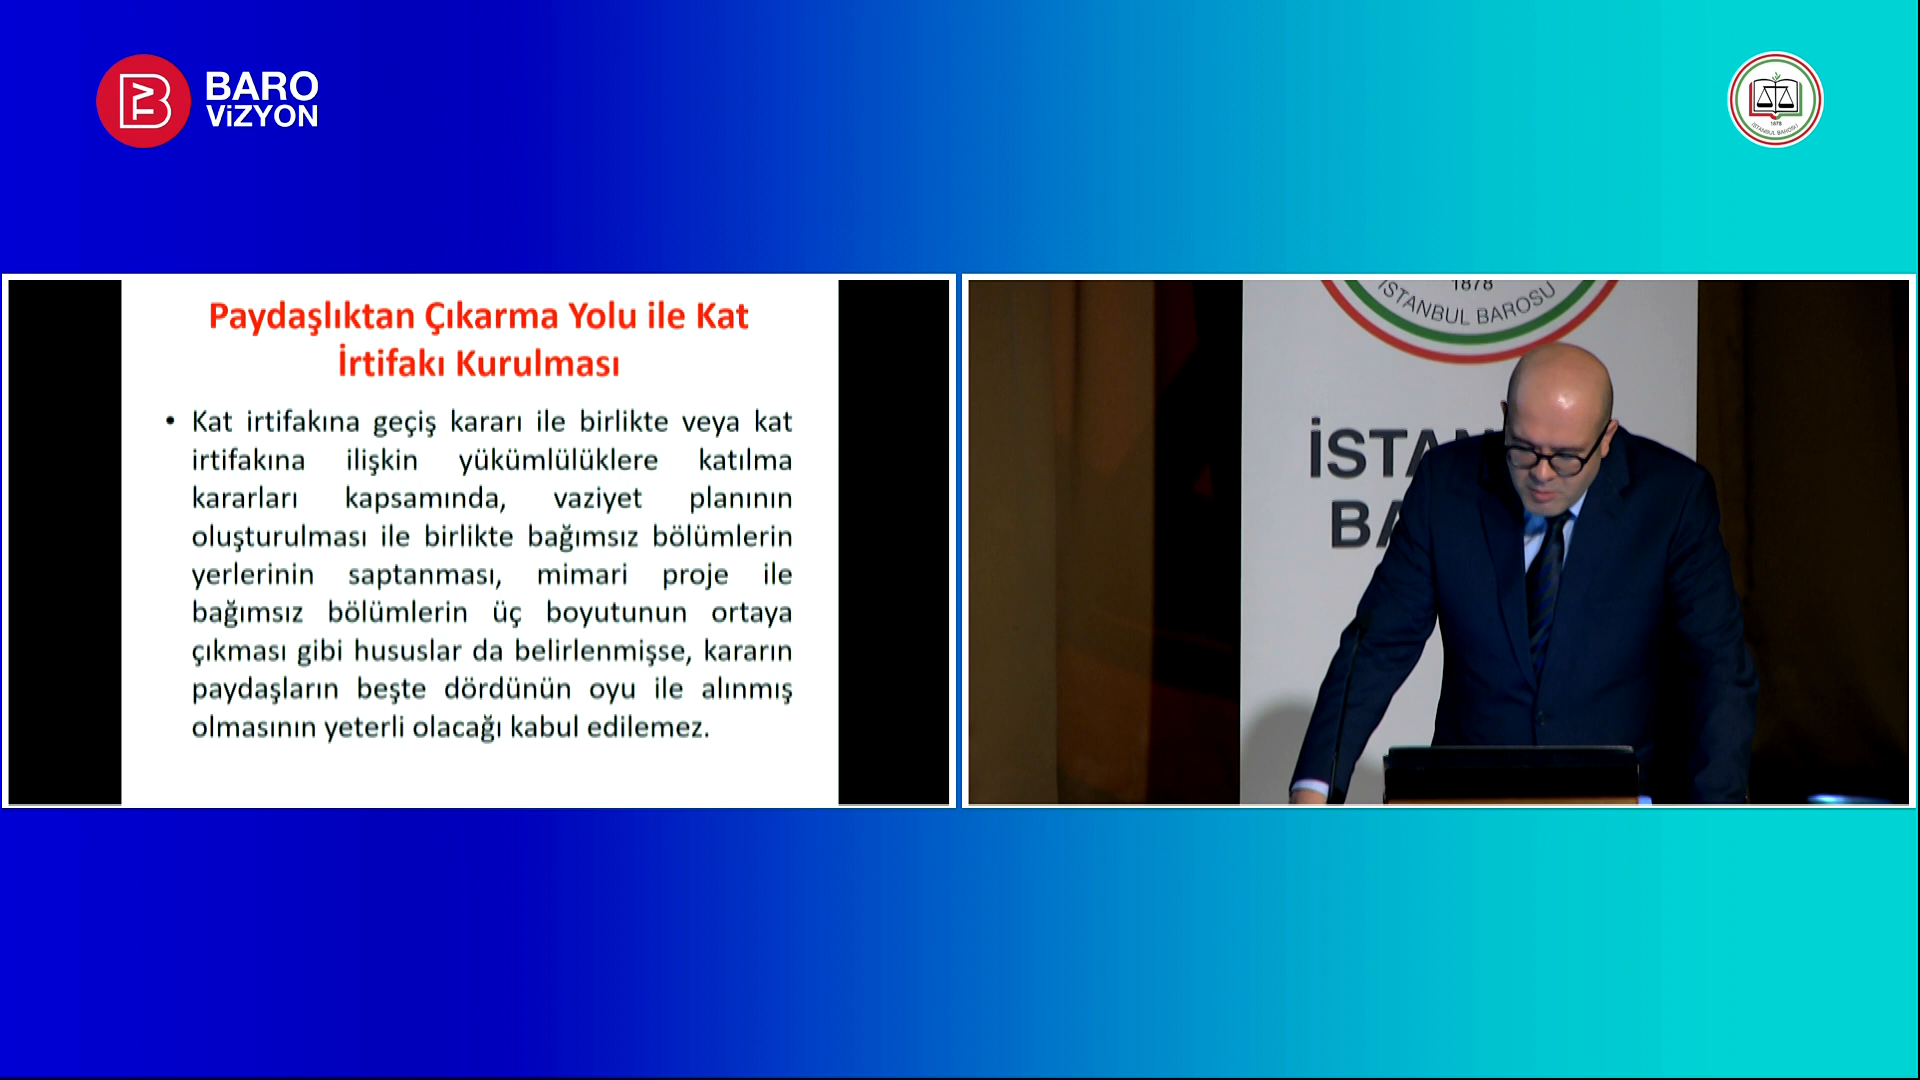 BARO
ViZYON
1878
İSTANBUL BAROSU
Paydaşlıktan Çıkarma Yolu ile Kat
İrtifakı Kurulması
• Kat irtifakına geçiş kararı ile birlikte veya kat
irtifakına ilişkin yükümlülüklere katılma
kararları kapsamında, vaziyet planının
oluşturulması ile birlikte bağımsız bölümlerin
yerlerinin saptanması, mimari proje ile
bağımsız bölümlerin üç boyutunun ortaya
çıkması gibi hususlar da belirlenmişse, kararın
paydaşların beşte dördünün oyu ile alınmış
olmasının yeterli olacağı kabul edilemez.
1878
İSTANBUL BAROSU
İSTA
BA